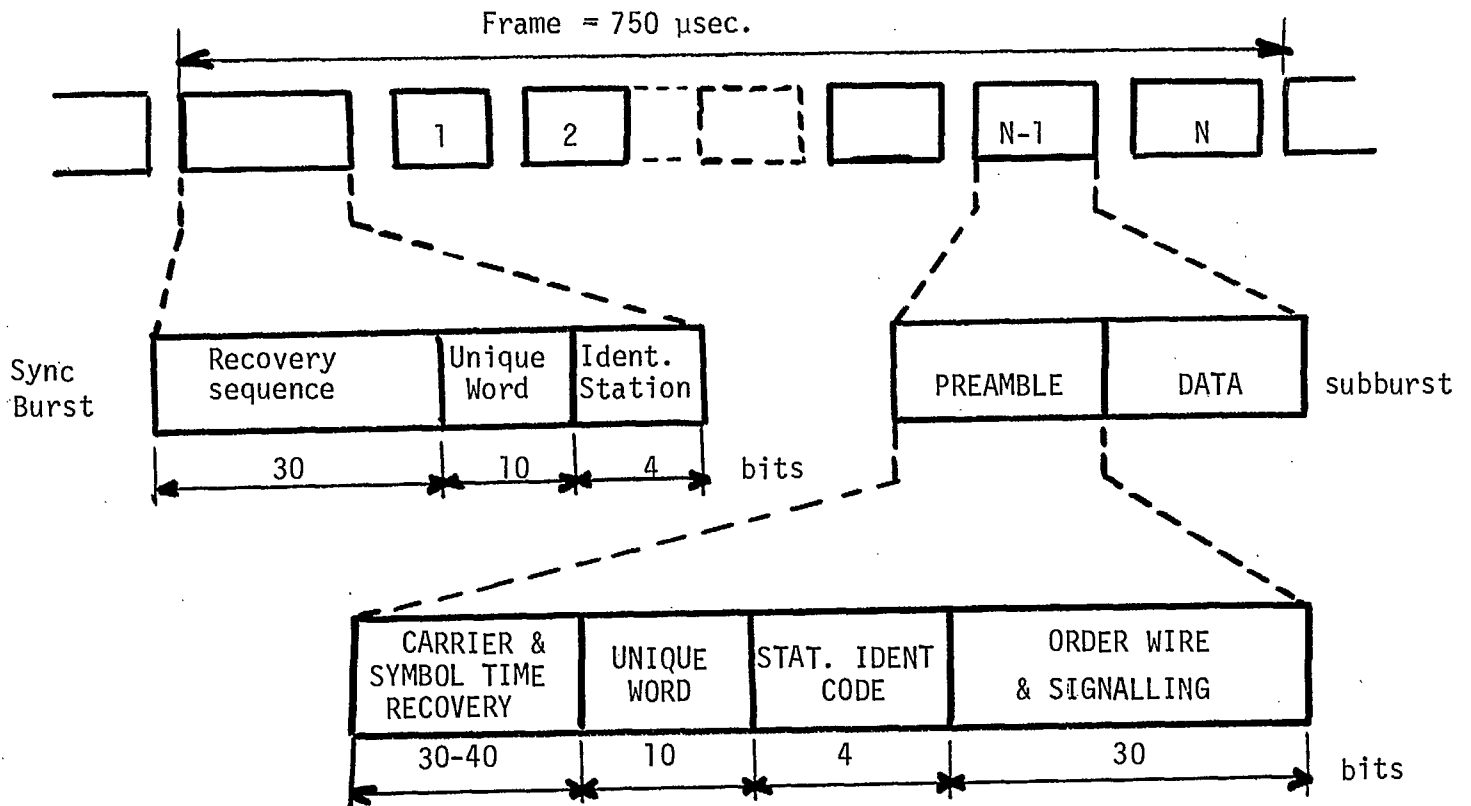 Frame = 750 µsec.
1
2
N-1
N
Sync
Burst
Recovery
sequence
Unique
Word
Ident.
Station
30
10
4
bits
PREAMBLE
DATA
subburst
CARRIER &
SYMBOL TIME
RECOVERY
UNIQUE
WORD
STAT. IDENT
CODE
ORDER WIRE
& SIGNALLING
30-40
10
4
30
bits